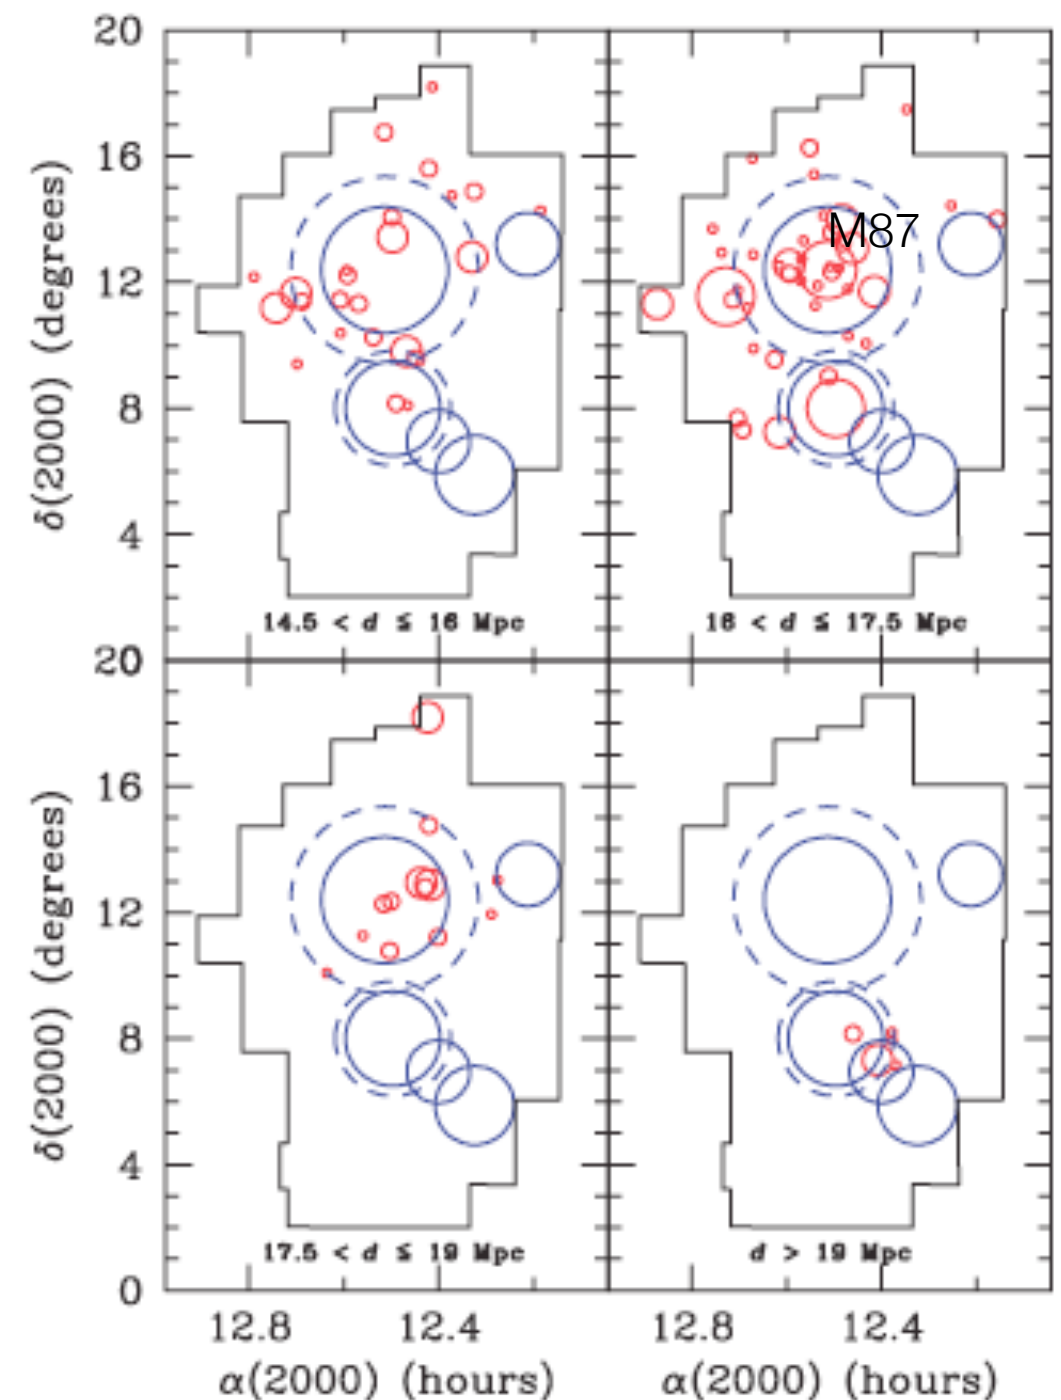 20
16
12
8
4
δ(2000) (degrees)
M87
14.5 < d ≤ 16 Mpc
16 < d ≤ 17.5 Mpc
20
16
12
8
4
0
δ(2000) (degrees)
17.5 < d ≤ 19 Mpc
d > 19 Mpc
12.8 12.4 12.8 12.4
α(2000) (hours) α(2000) (hours)